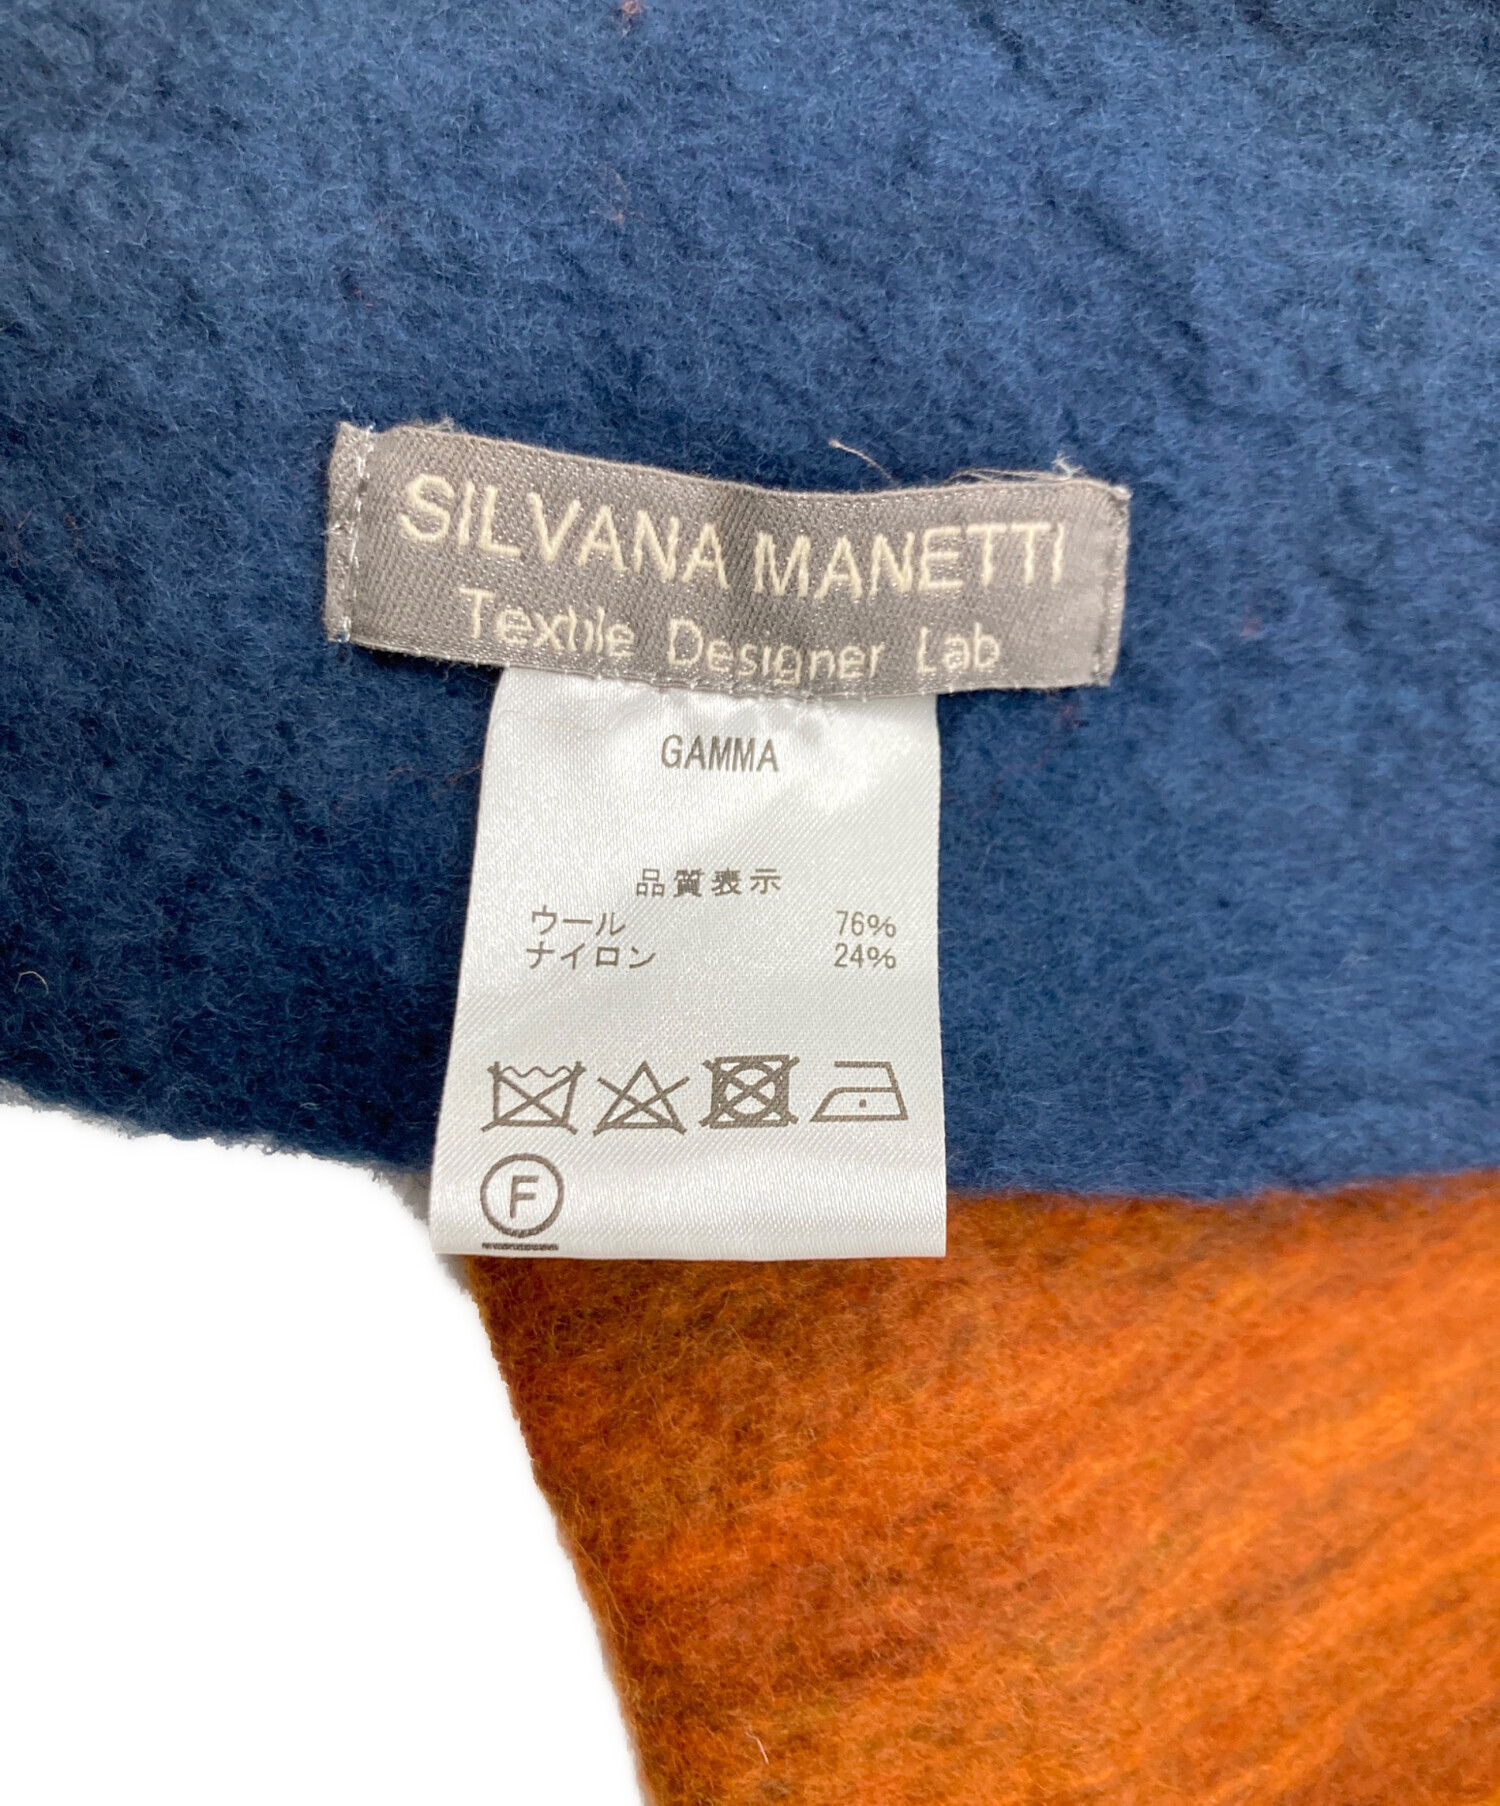 SILVANA MANETTI
Textile Designer Lab
GAMMA
品質表示
ウール 76%
ナイロン 24%
F